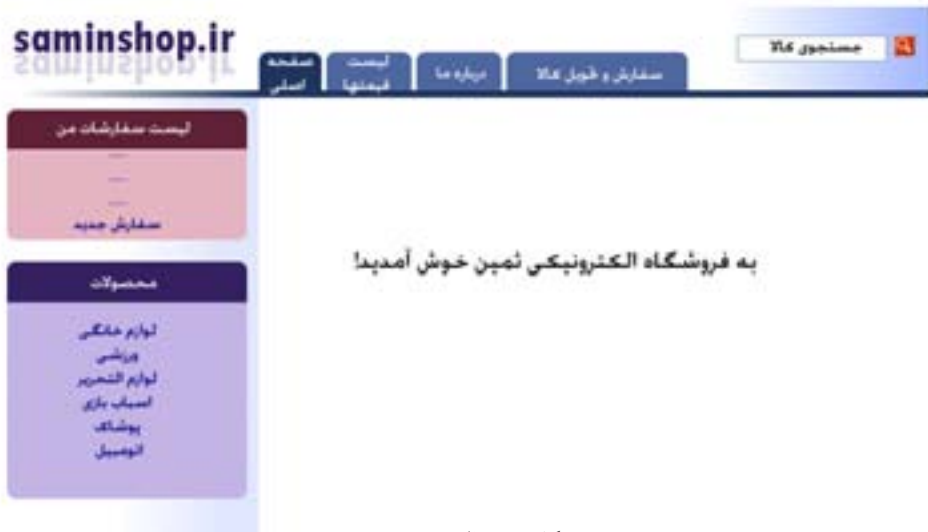 saminshop.ir
صفحه
اصلی
لیست
قیمتها
درباره ما
سفارش و تحویل کالا
جستجوی کالا
لیست سفارشات من
----
----
----
سفارش جدید
به فروشگاه الکترونیکی ثمین خوش آمدید!
محصولات
لوازم خانگی
ورزشی
لوازم التحریر
اسباب بازی
پوشاک
اتومبیل